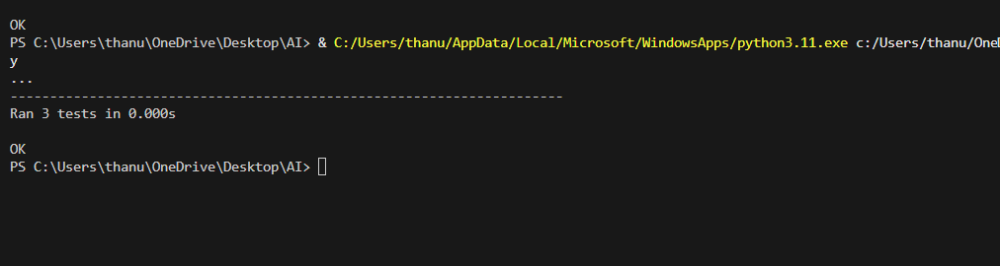 OK
PS C:\Users\thanu\OneDrive\Desktop\AI> & C:/Users/thanu/AppData/Local/Microsoft/WindowsApps/python3.11.exe c:/Users/thanu/OneD
y
...
----------------------------------------------------------------------
Ran 3 tests in 0.000s
OK
PS C:\Users\thanu\OneDrive\Desktop\AI>